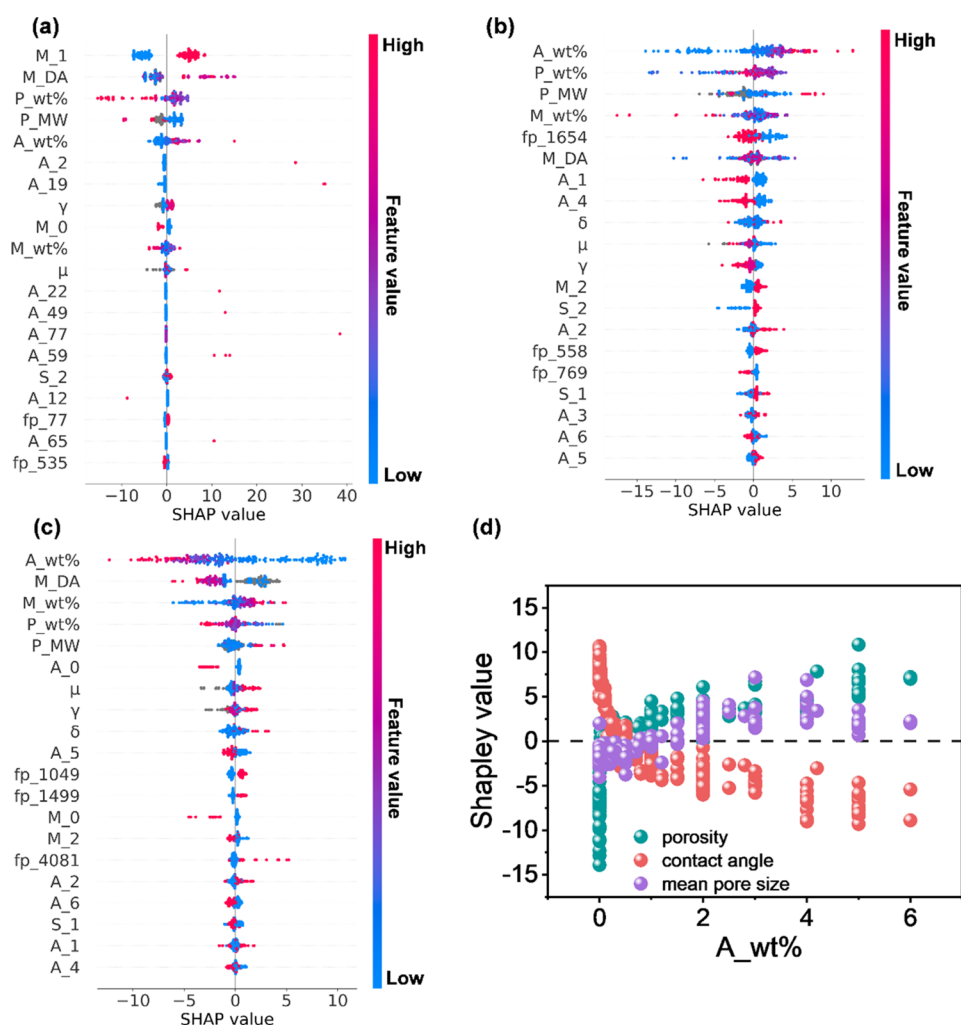 (a)
M_1
M_DA
P_wt%
P_MW
A_wt%
A_2
A_19
γ
M_0
M_wt%
μ
A_22
A_49
A_77
A_59
S_2
A_12
fp_77
A_65
fp_535
−10 0 10 20 30 40
SHAP value
High
Feature value
Low
(b)
A_wt%
P_wt%
P_MW
M_wt%
fp_1654
M_DA
A_1
A_4
δ
μ
γ
M_2
S_2
A_2
fp_558
fp_769
S_1
A_3
A_6
A_5
−15 −10 −5 0 5 10
SHAP value
High
Feature value
Low
(c)
A_wt%
M_DA
M_wt%
P_wt%
P_MW
A_0
μ
γ
δ
A_5
fp_1049
fp_1499
M_0
M_2
fp_4081
A_2
A_6
S_1
A_1
A_4
−10 −5 0 5 10
SHAP value
High
Feature value
Low
(d)
Shapley value
15
10
5
0
-5
-10
-15
porosity
contact angle
mean pore size
0 2 4 6
A_wt%